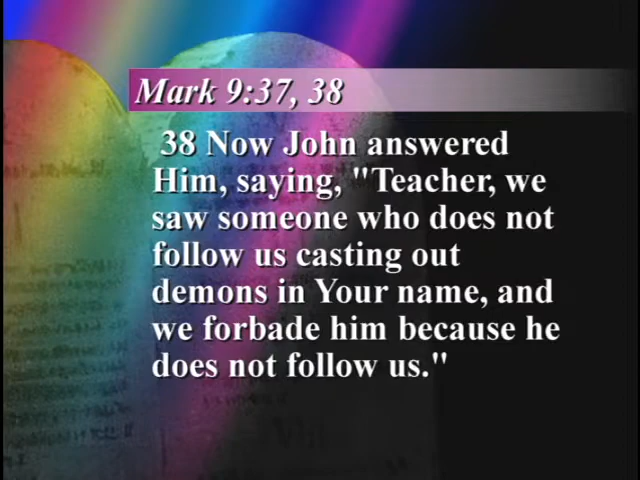 Mark 9:37, 38
38 Now John answered
Him, saying, "Teacher, we
saw someone who does not
follow us casting out
demons in Your name, and
we forbade him because he
does not follow us."